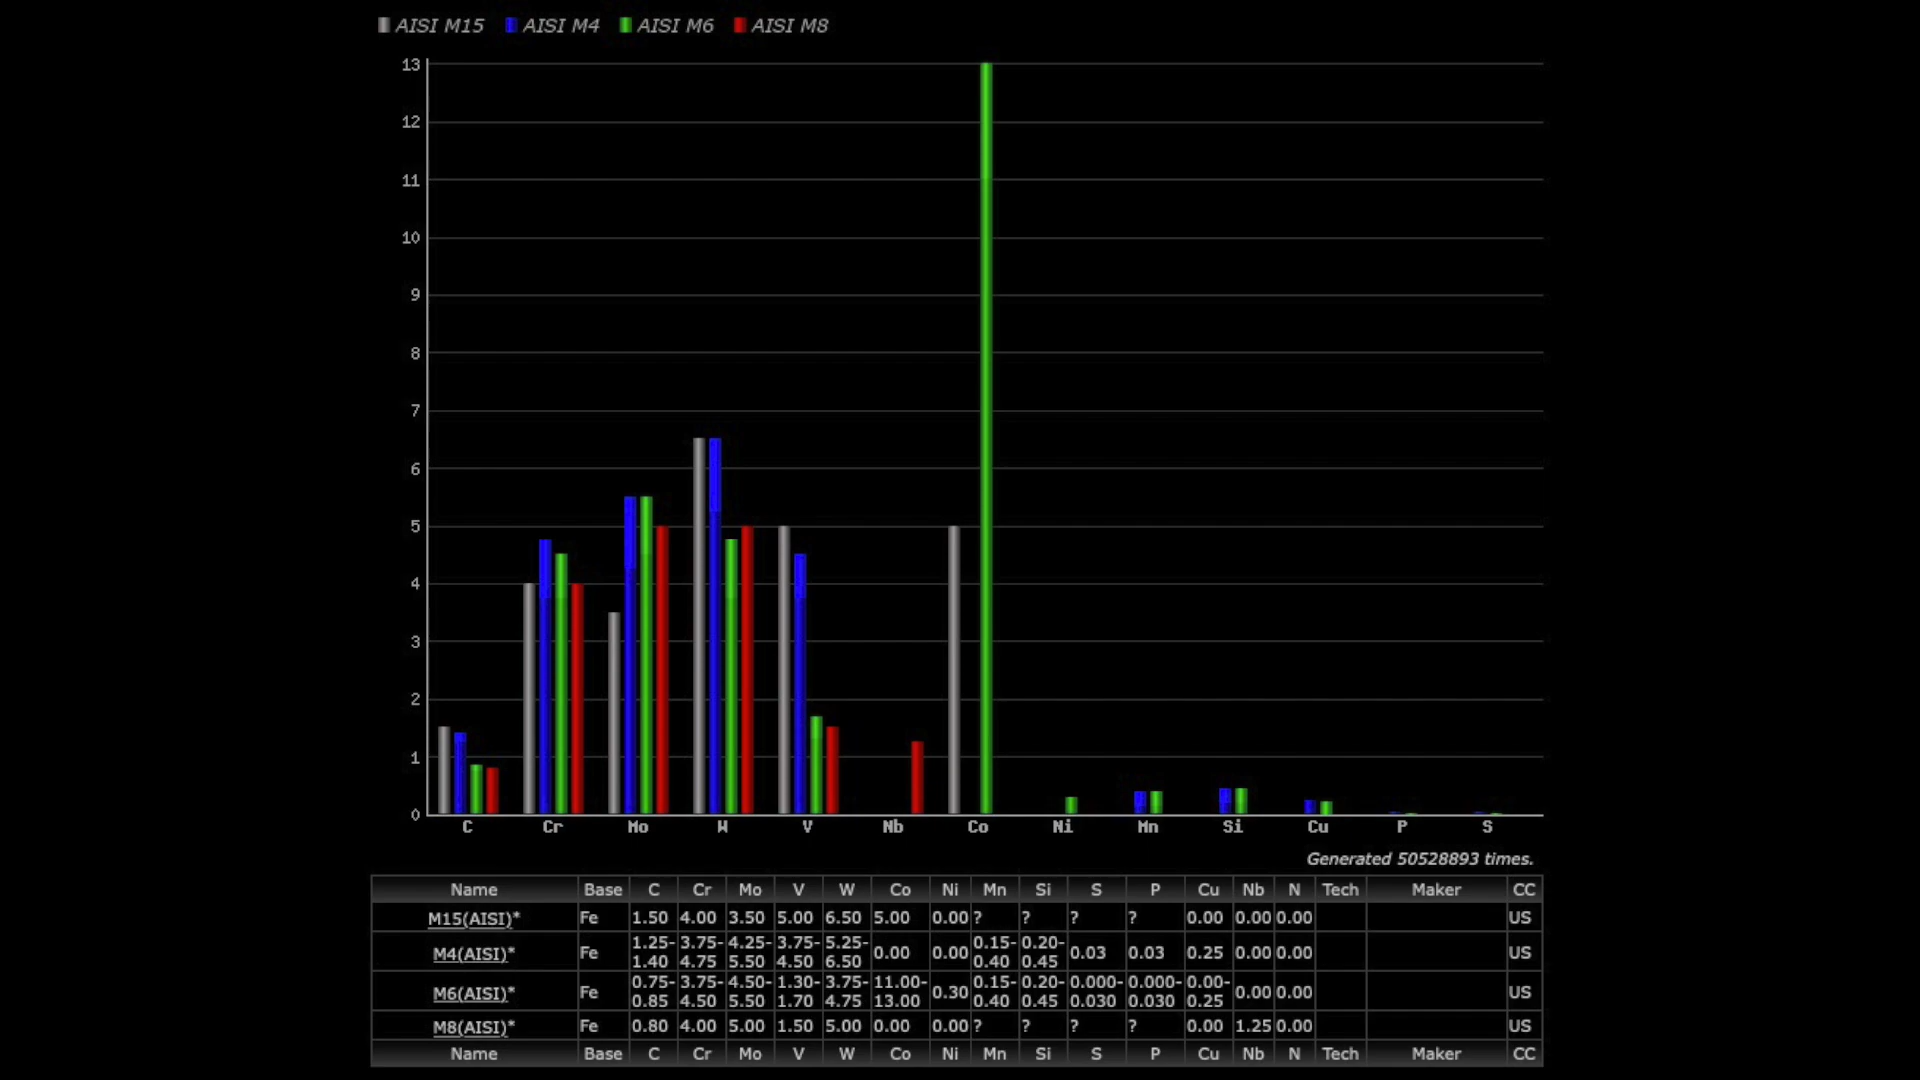 AISI M15 AISI M4 AISI M6 AISI M8
13
12
11
10
9
8
7
6
5
4
3
2
1
0
C Cr Mo W V Nb Co Ni Mn Si Cu P S
Generated 50528893 times.
Name Base C Cr Mo V W Co Ni Mn Si S P Cu Nb N Tech Maker CC
M15(AISI)* Fe 1.50 4.00 3.50 5.00 6.50 5.00 0.00 ? ? ? ? 0.00 0.00 0.00 US
1.25- 3.75- 4.25- 3.75- 5.25- 0.15- 0.20-
M4(AISI)* Fe 0.00 0.00 0.03 0.03 0.25 0.00 0.00 US
1.40 4.75 5.50 4.50 6.50 0.40 0.45
0.75- 3.75- 4.50- 1.30- 3.75- 11.00- 0.15- 0.20- 0.000- 0.000- 0.00-
M6(AISI)* Fe 0.30 0.00 0.00 US
0.85 4.50 5.50 1.70 4.75 13.00 0.40 0.45 0.030 0.030 0.25
M8(AISI)* Fe 0.80 4.00 5.00 1.50 5.00 0.00 0.00 ? ? ? ? 0.00 1.25 0.00 US
Name Base C Cr Mo V W Co Ni Mn Si S P Cu Nb N Tech Maker CC